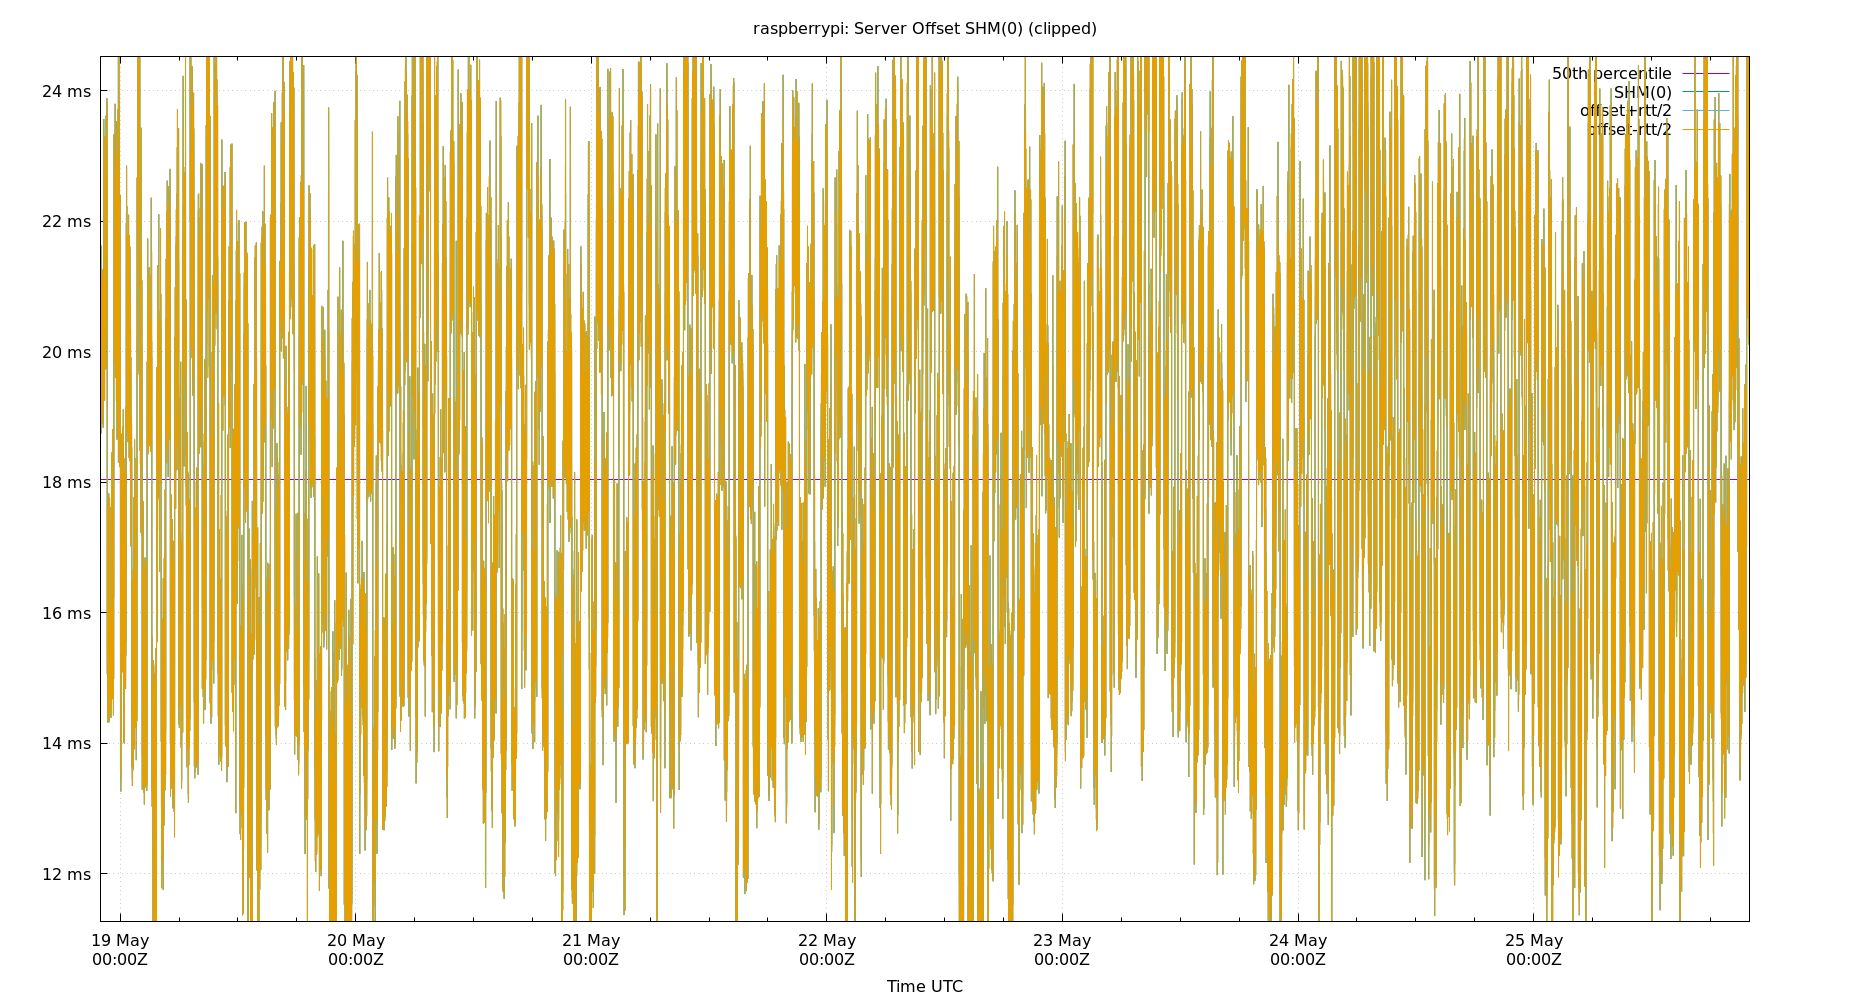 raspberrypi: Server Offset SHM(0) (clipped)
50th percentile
SHM(0)
offset+rtt/2
offset-rtt/2
24 ms
22 ms
20 ms
18 ms
16 ms
14 ms
12 ms
19 May 20 May 21 May 22 May 23 May 24 May 25 May
00:00Z 00:00Z 00:00Z 00:00Z 00:00Z 00:00Z 00:00Z
Time UTC